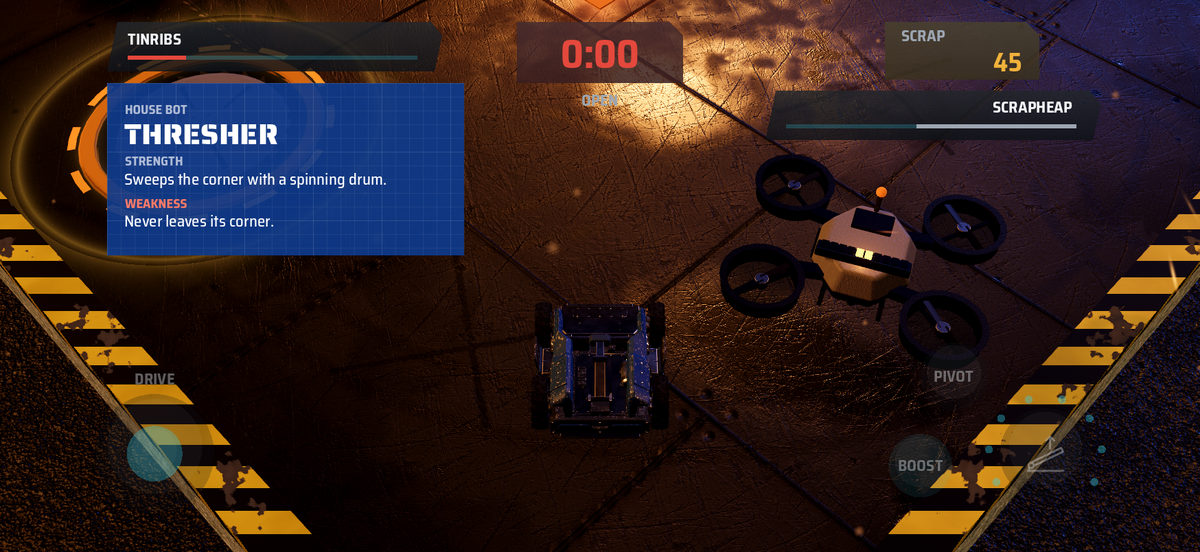 TINRIBS
0:00
OPEN
SCRAP
45
SCRAPHEAP
HOUSE BOT
THRESHER
STRENGTH
Sweeps the corner with a spinning drum.
WEAKNESS
Never leaves its corner.
DRIVE
PIVOT
BOOST